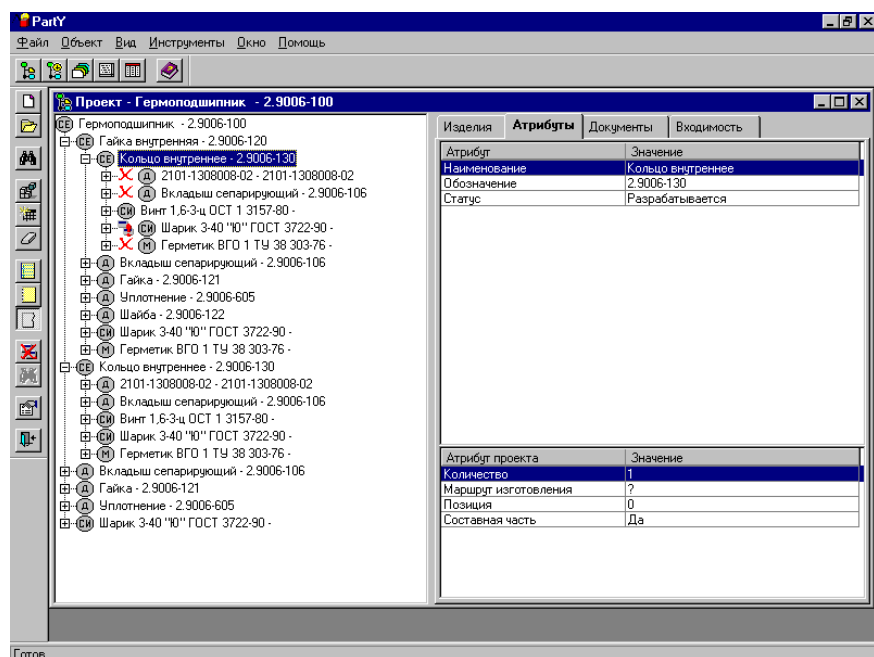 PartY
Файл Объект Вид Инструменты Окно Помощь
Проект - Гермоподшипник - 2.9006-100
СЕ Гермоподшипник - 2.9006-100
СЕ Гайка внутренняя - 2.9006-120
СЕ Кольцо внутреннее - 2.9006-130
Д 2101-1308008-02 - 2101-1308008-02
Д Вкладыш сепарирующий - 2.9006-106
СИ Винт 1,6-3-ц ОСТ 1 3157-80 -
СИ Шарик 3-40 "Ю" ГОСТ 3722-90 -
М Герметик ВГО 1 ТУ 38 303-76 -
Д Вкладыш сепарирующий - 2.9006-106
Д Гайка - 2.9006-121
Д Уплотнение - 2.9006-605
Д Шайба - 2.9006-122
СИ Шарик 3-40 "Ю" ГОСТ 3722-90 -
М Герметик ВГО 1 ТУ 38 303-76 -
СЕ Кольцо внутреннее - 2.9006-130
Д 2101-1308008-02 - 2101-1308008-02
Д Вкладыш сепарирующий - 2.9006-106
СИ Винт 1,6-3-ц ОСТ 1 3157-80 -
СИ Шарик 3-40 "Ю" ГОСТ 3722-90 -
М Герметик ВГО 1 ТУ 38 303-76 -
Д Вкладыш сепарирующий - 2.9006-106
Д Гайка - 2.9006-121
Д Уплотнение - 2.9006-605
СИ Шарик 3-40 "Ю" ГОСТ 3722-90 -
Изделия Атрибуты Документы Входимость
Атрибут Значение
Наименование Кольцо внутреннее
Обозначение 2.9006-130
Статус Разрабатывается
Атрибут проекта Значение
Количество 1
Маршрут изготовления ?
Позиция 0
Составная часть Да
Готов